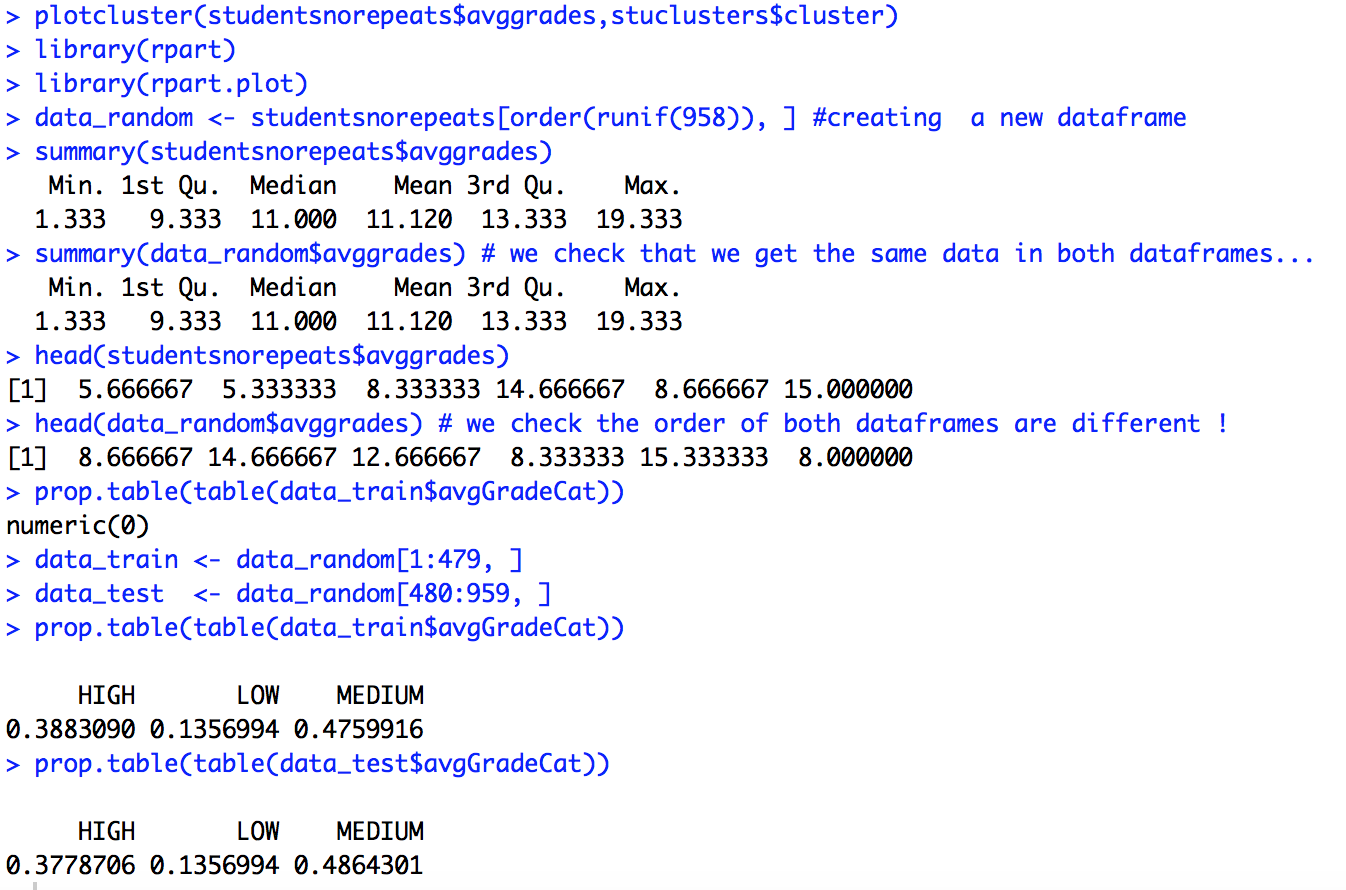 > plotcluster(studentsnorepeats$avggrades,stuclusters$cluster)
> library(rpart)
> library(rpart.plot)
> data_random <- studentsnorepeats[order(runif(958)), ] #creating  a new dataframe
> summary(studentsnorepeats$avggrades)
   Min. 1st Qu.  Median    Mean 3rd Qu.    Max.
  1.333   9.333  11.000  11.120  13.333  19.333
> summary(data_random$avggrades) # we check that we get the same data in both dataframes...
   Min. 1st Qu.  Median    Mean 3rd Qu.    Max.
  1.333   9.333  11.000  11.120  13.333  19.333
> head(studentsnorepeats$avggrades)
[1]  5.666667  5.333333  8.333333 14.666667  8.666667 15.000000
> head(data_random$avggrades) # we check the order of both dataframes are different !
[1]  8.666667 14.666667 12.666667  8.333333 15.333333  8.000000
> prop.table(table(data_train$avgGradeCat))
numeric(0)
> data_train <- data_random[1:479, ]
> data_test  <- data_random[480:959, ]
> prop.table(table(data_train$avgGradeCat))

     HIGH       LOW    MEDIUM
0.3883090 0.1356994 0.4759916
> prop.table(table(data_test$avgGradeCat))

     HIGH       LOW    MEDIUM
0.3778706 0.1356994 0.4864301